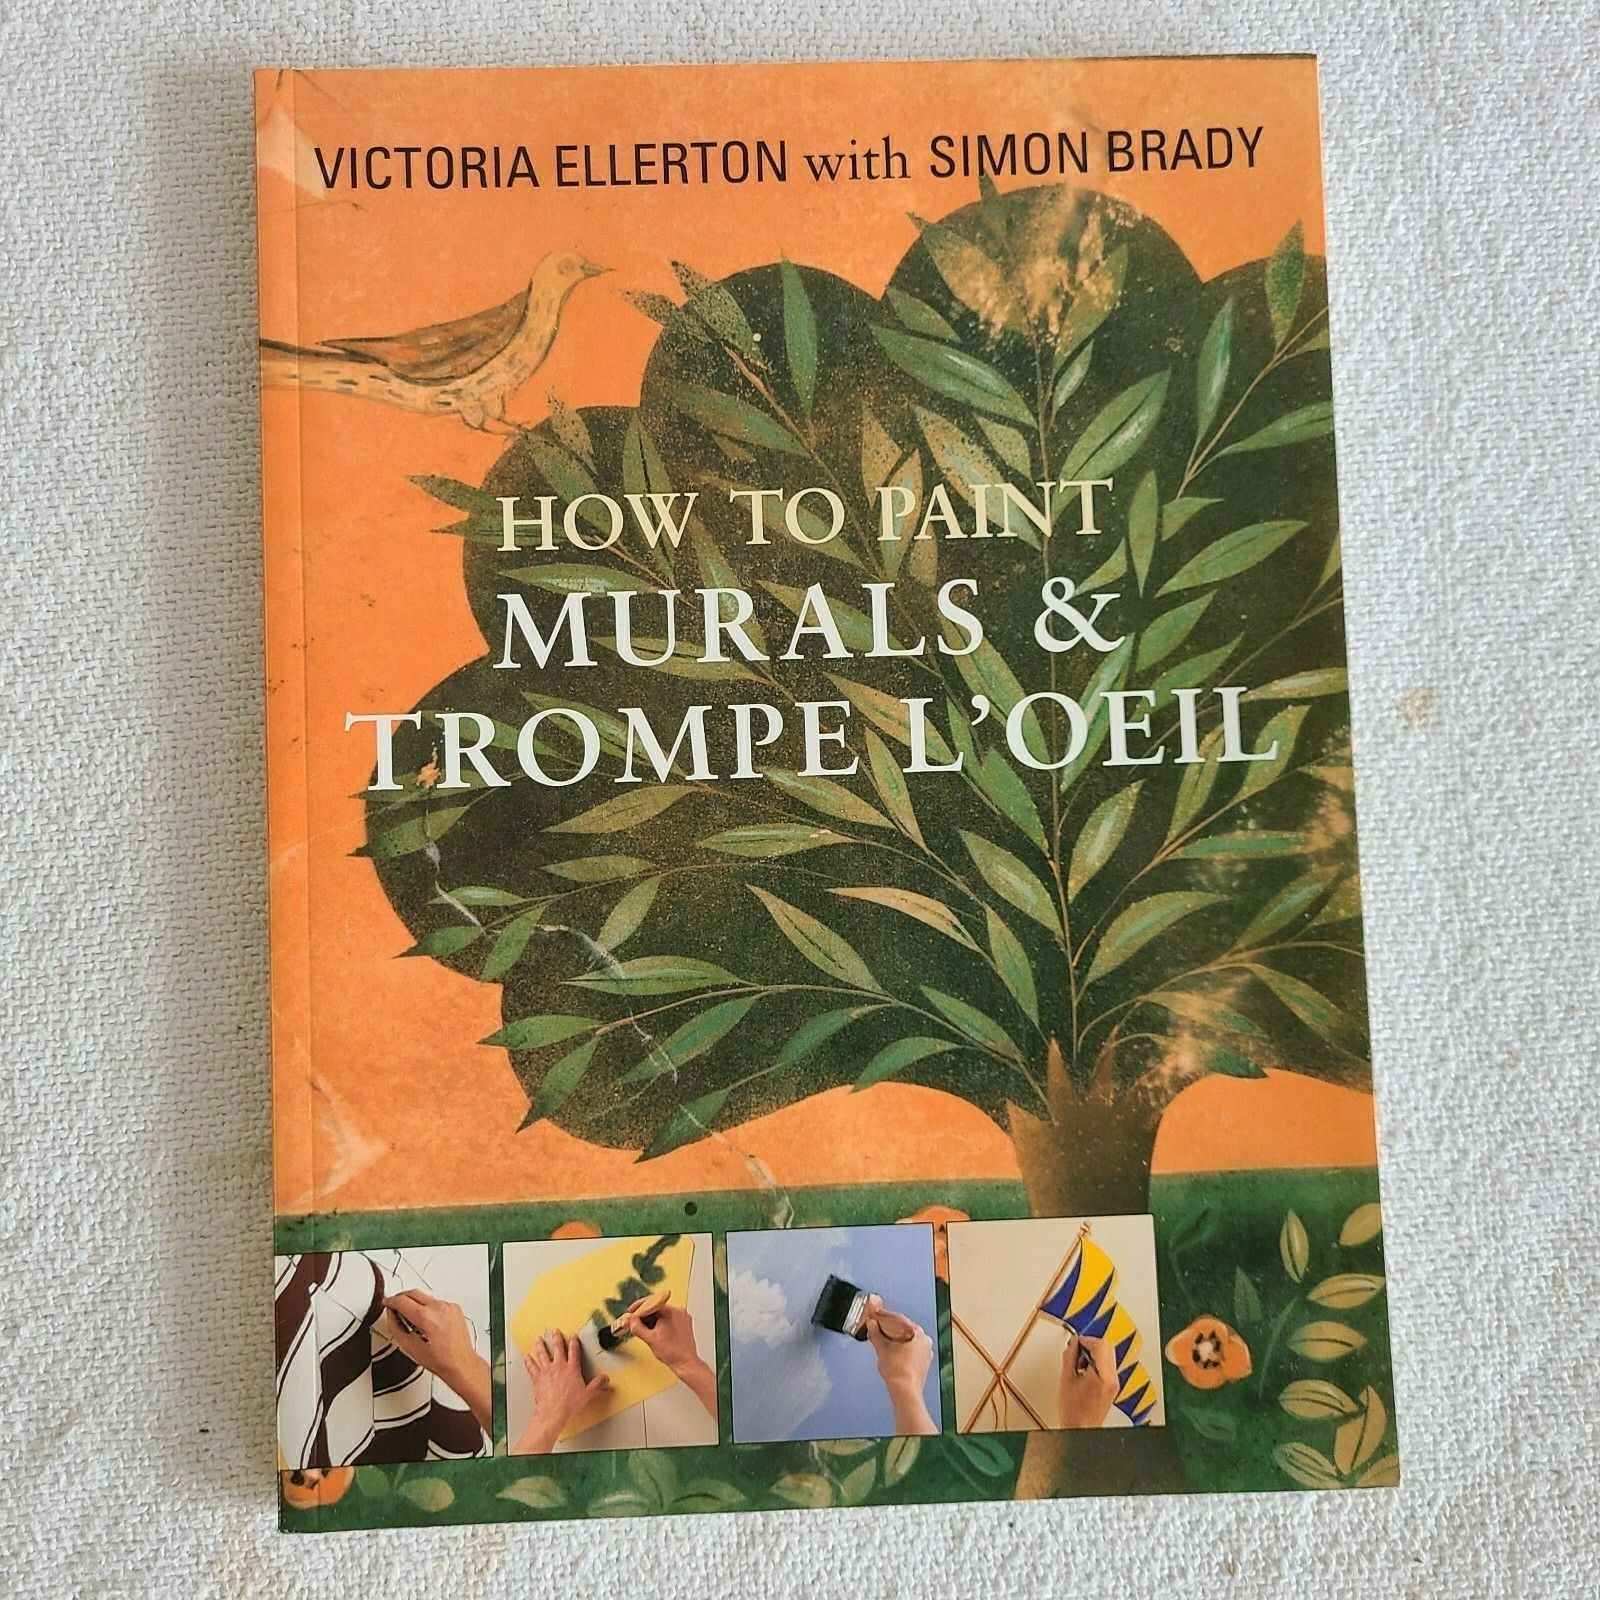 VICTORIA ELLERTON with SIMON BRADY
HOW TO PAINT
MURALS &
TROMPE L'OEIL